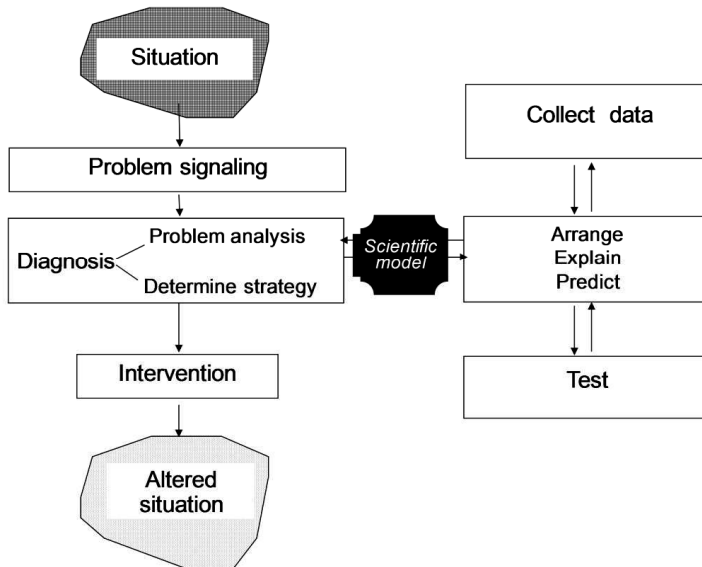 Situation
Problem signaling
Diagnosis
Problem analysis
Determine strategy
Intervention
Altered
situation
Scientific
model
Collect data
Arrange
Explain
Predict
Test